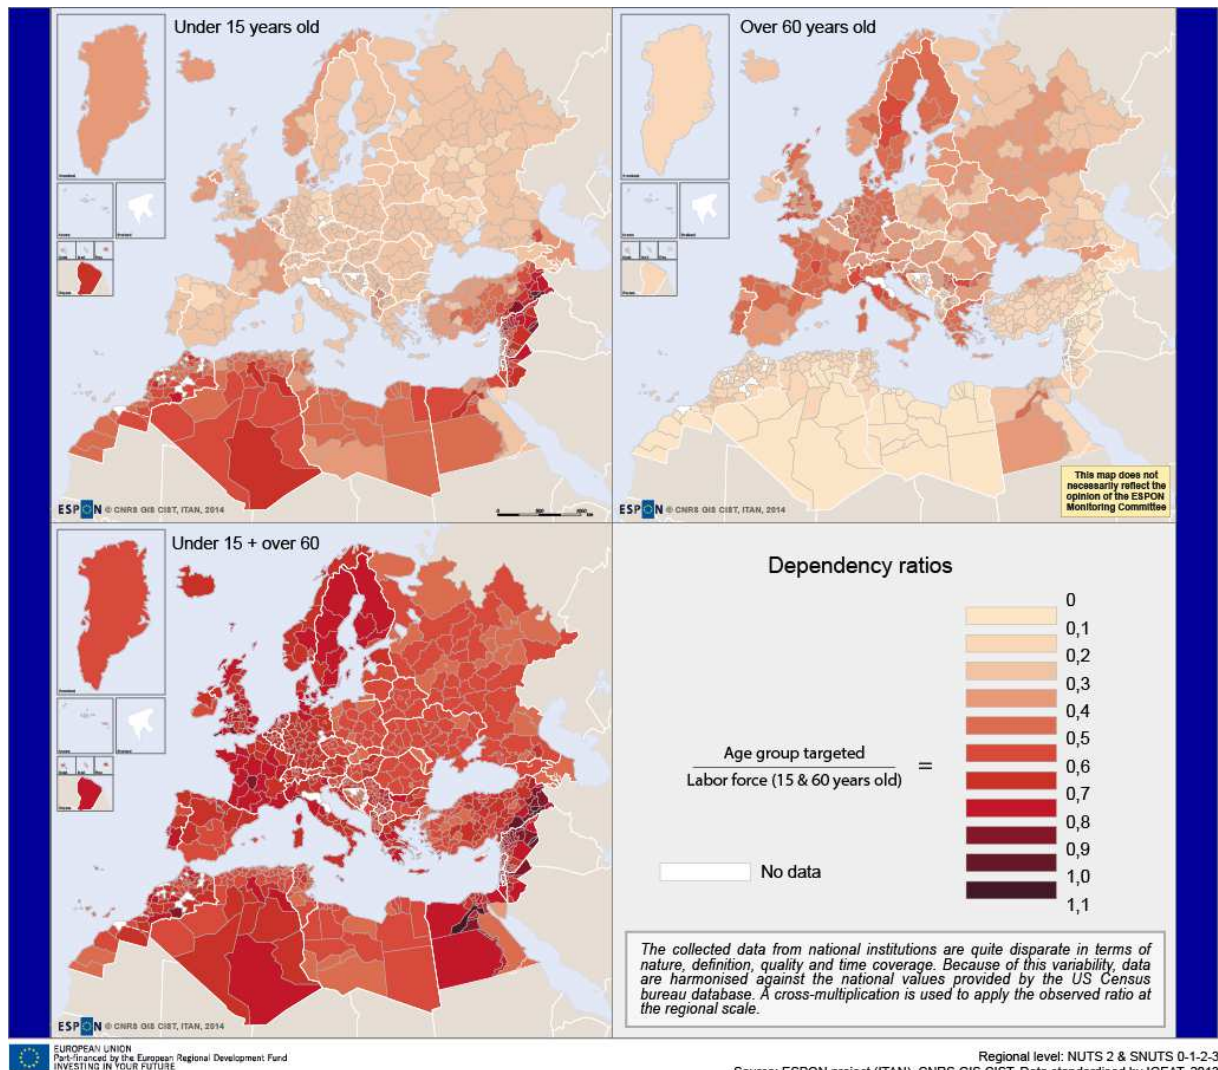 Under 15 years old
Over 60 years old
ESPON © CNRS GIS CIST, ITAN, 2014
ESPON © CNRS GIS CIST, ITAN, 2014
This map does not
necessarily reflect the
opinion of the ESPON
Monitoring Committee
Under 15 + over 60
Dependency ratios
0
0,1
0,2
0,3
0,4
0,5
0,6
0,7
0,8
0,9
1,0
1,1
Age group targeted
Labor force (15 & 60 years old)
=
No data
The collected data from national institutions are quite disparate in terms of
nature, definition, quality and time coverage. Because of this variability, data
are harmonised against the national values provided by the US Census
bureau database. A cross-multiplication is used to apply the observed ratio at
the regional scale.
ESPON © CNRS GIS CIST, ITAN, 2014
EUROPEAN UNION
Part-financed by the European Regional Development Fund
INVESTING IN YOUR FUTURE
Regional level: NUTS 2 & SNUTS 0-1-2-3